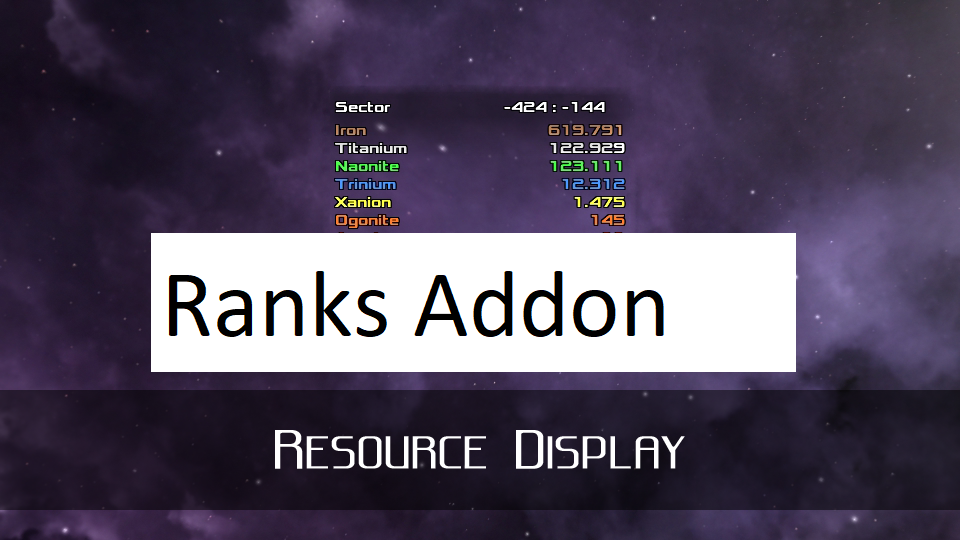 Sector -424 : -144
Iron 619.791
Titanium 122.929
Naonite 123.111
Trinium 12.312
Xanion 1.475
Ogonite 145
Ranks Addon
Resource Display